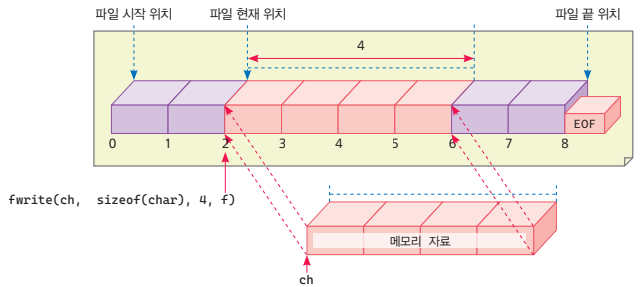 파일 시작 위치 파일 현재 위치 파일 끝 위치
4
EOF
0 1 2 3 4 5 6 7 8
fwrite(ch, sizeof(char), 4, f)
메모리 자료
ch